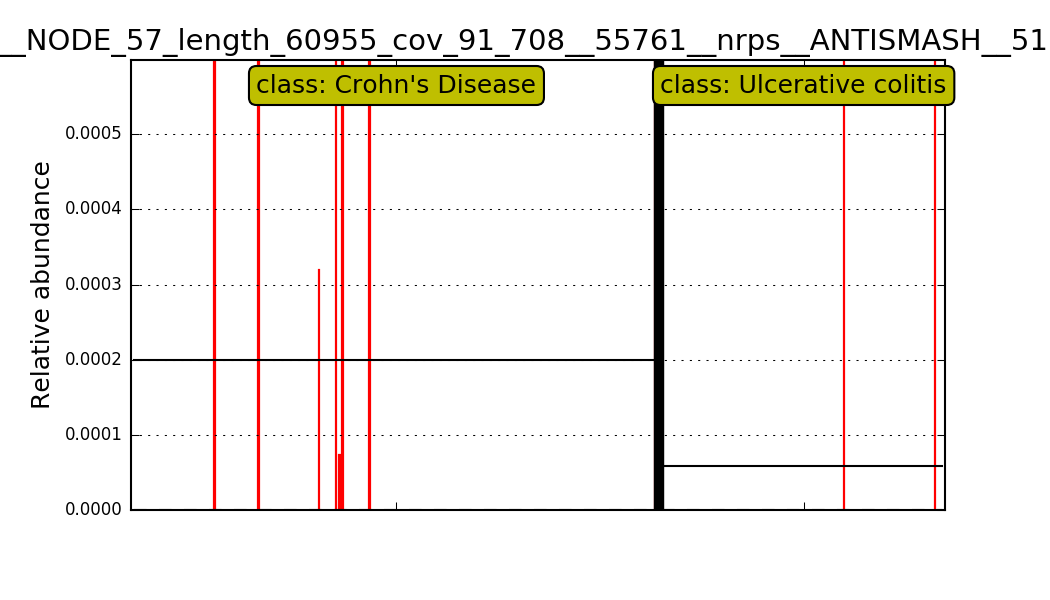 __NODE_57_length_60955_cov_91_708__55761__nrps__ANTISMASH__51
class: Crohn's Disease
class: Ulcerative colitis
Relative abundance
0.0005
0.0004
0.0003
0.0002
0.0001
0.0000